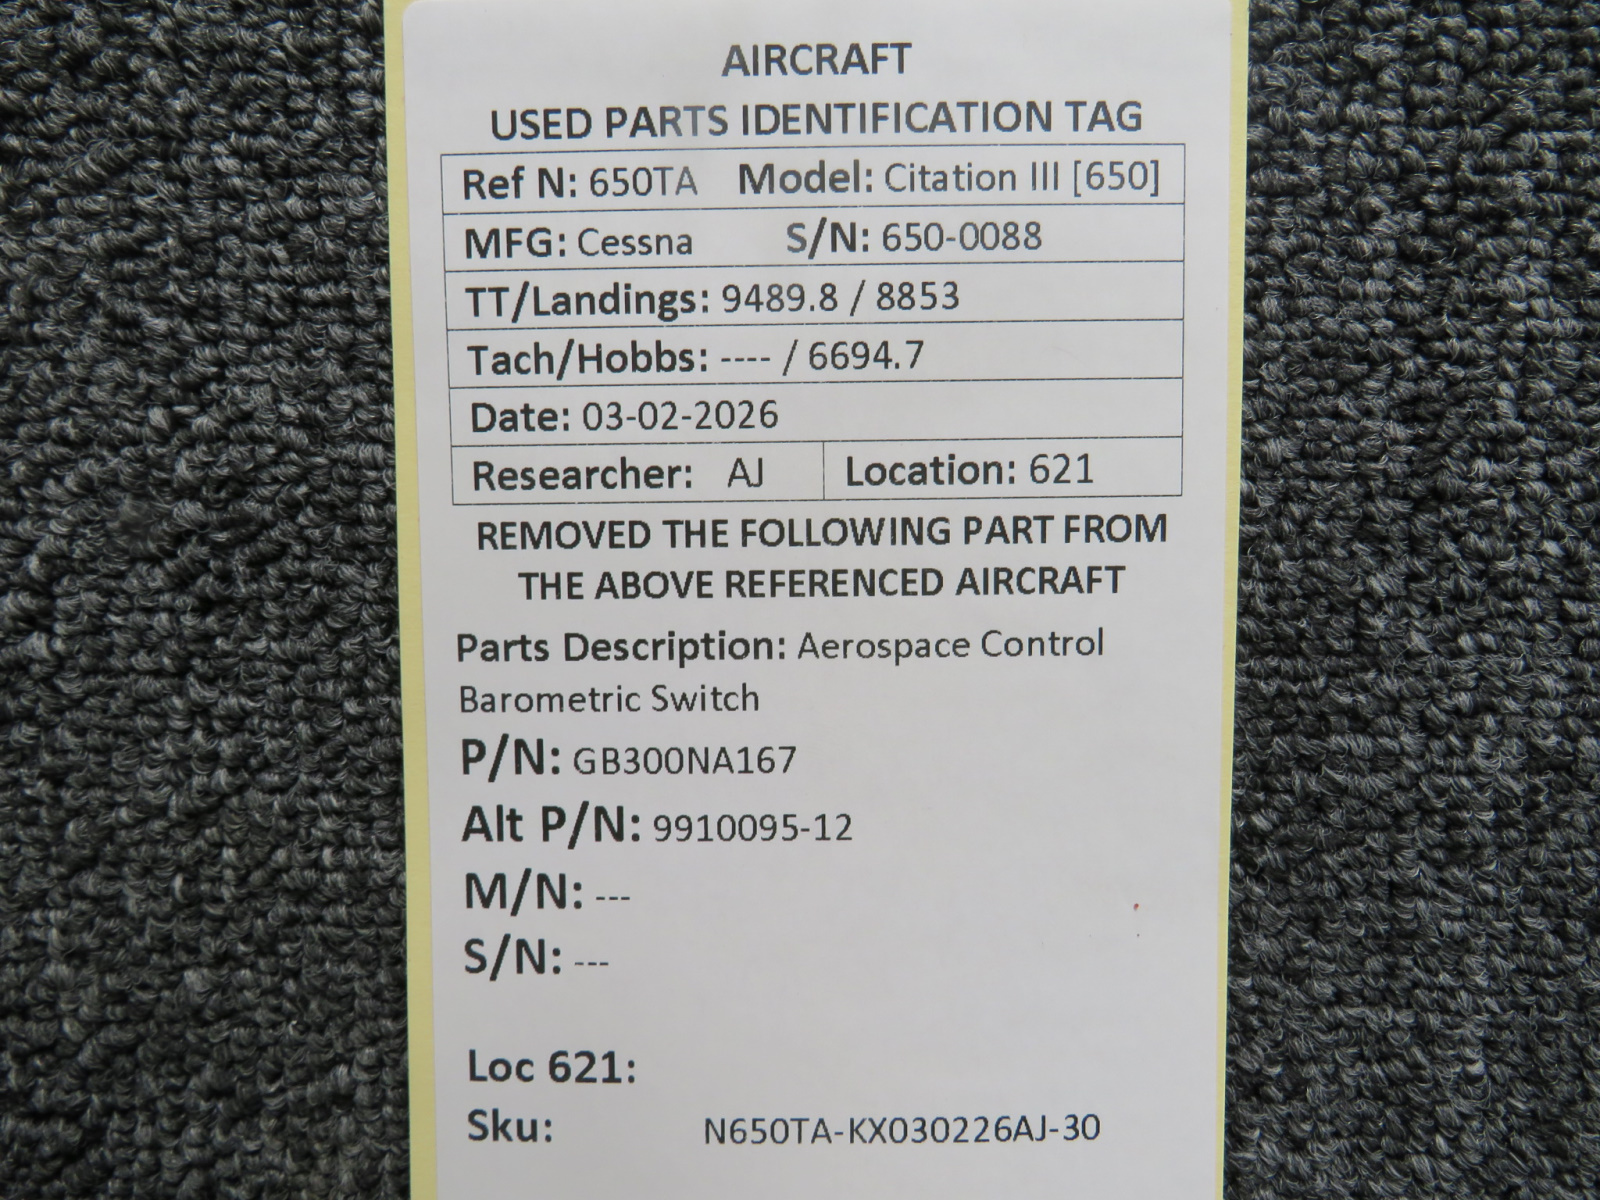 AIRCRAFT
USED PARTS IDENTIFICATION TAG
Ref N: 650TA Model: Citation III [650]
MFG: Cessna S/N: 650-0088
TT/Landings: 9489.8 / 8853
Tach/Hobbs: ---- / 6694.7
Date: 03-02-2026
Researcher: AJ Location: 621
REMOVED THE FOLLOWING PART FROM
THE ABOVE REFERENCED AIRCRAFT
Parts Description: Aerospace Control
Barometric Switch
P/N: GB300NA167
Alt P/N: 9910095-12
M/N: ---
S/N: ---
Loc 621:
Sku: N650TA-KX030226AJ-30